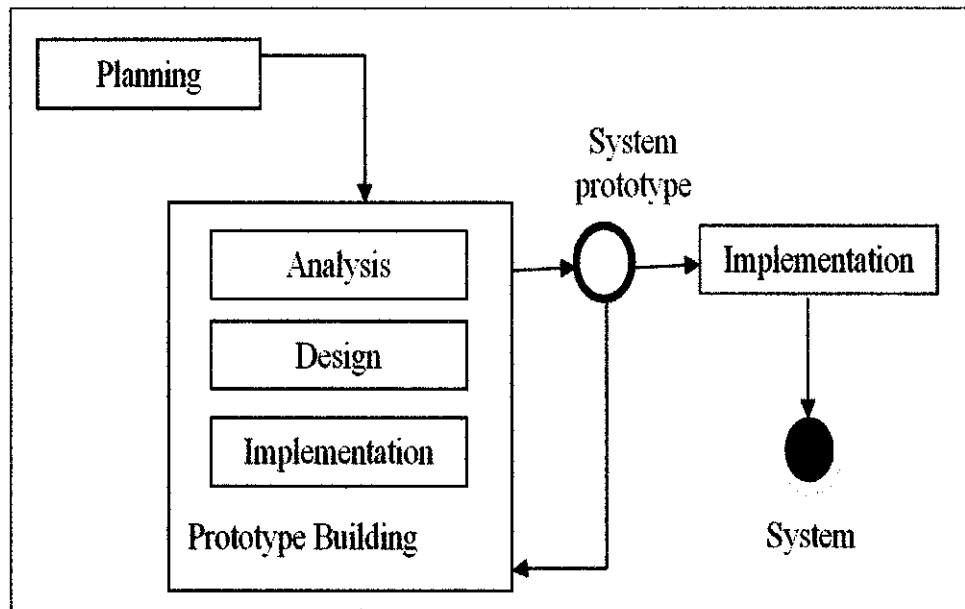 Planning
System
prototype
Analysis
Implementation
Design
Implementation
Prototype Building
System